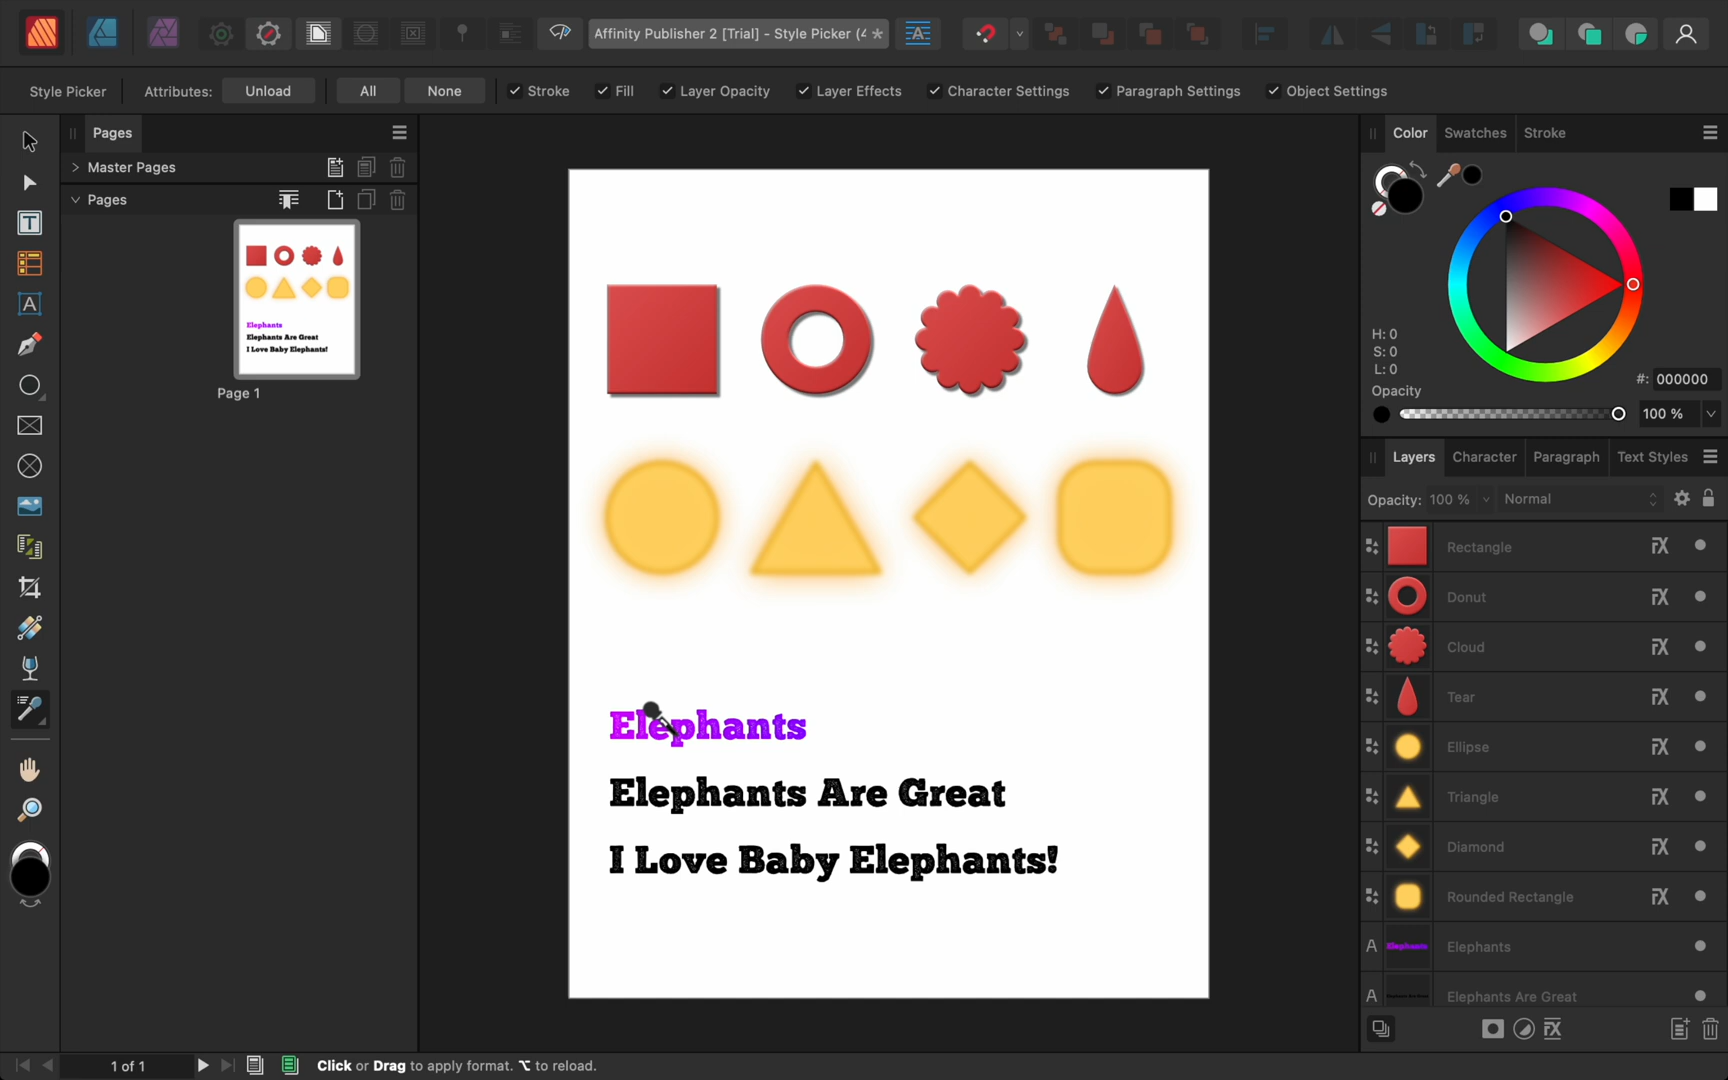 Affinity Publisher 2 [Trial] - Style Picker (4 *
Style Picker Attributes: Unload All None Stroke Fill Layer Opacity Layer Effects Character Settings Paragraph Settings Object Settings
Pages
Master Pages
Pages
Elephants
Elephants Are Great
I Love Baby Elephants!
Page 1
Elephants
Elephants Are Great
I Love Baby Elephants!
Color Swatches Stroke
H: 0
S: 0
L: 0
#: 000000
Opacity
100 %
Layers Character Paragraph Text Styles
Opacity: 100 % Normal
Rectangle
Donut
Cloud
Tear
Ellipse
Triangle
Diamond
Rounded Rectangle
A Elephants Elephants
A Elephants Are Great
1 of 1 Click or Drag to apply format. ⌥ to reload.